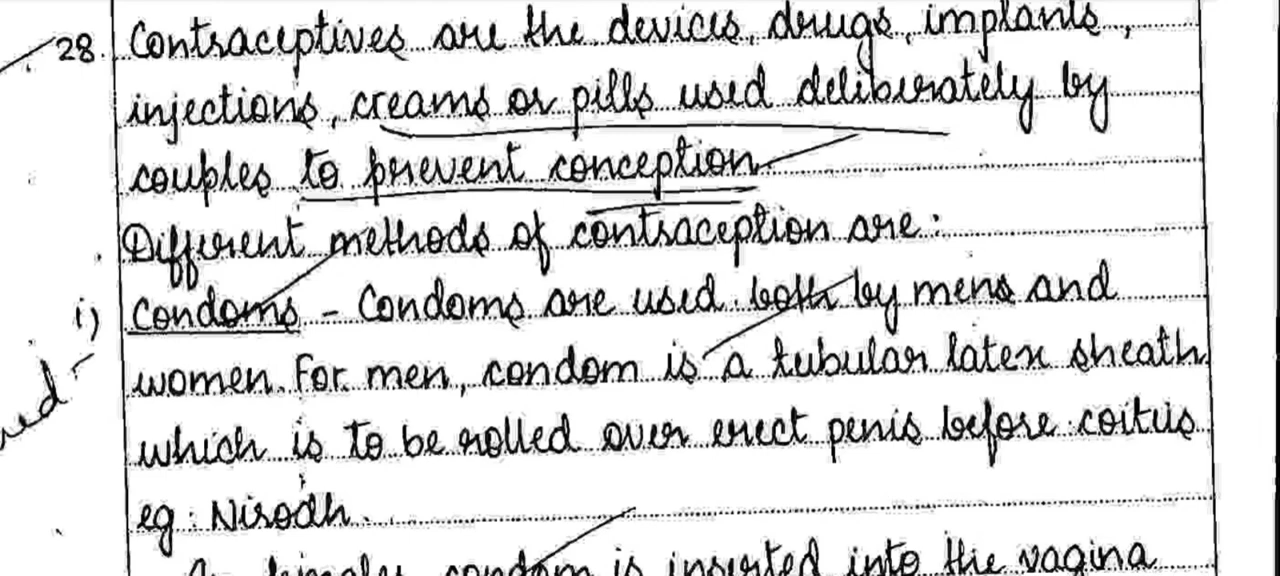 28. Contraceptives are the devices, drugs, implants,
injections, creams or pills used deliberately by
couples to prevent conception
Different methods of contraception are:
i) Condoms - Condoms are used both by mens and
women. For men, condom is a tubular latex sheath
which is to be rolled over erect penis before coitus
eg: Nirodh.
condom is inserted into the vagina